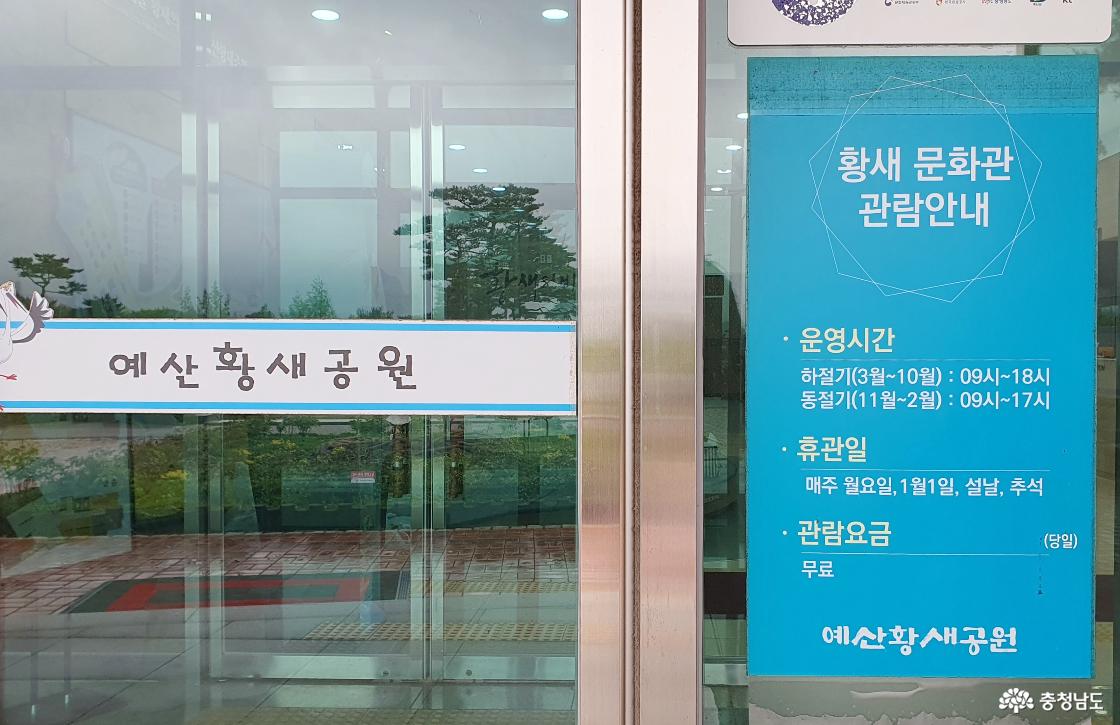 예산황새공원
황새 문화관
관람안내
· 운영시간
하절기(3월~10월) : 09시~18시
동절기(11월~2월) : 09시~17시
· 휴관일
매주 월요일,1월1일, 설날, 추석
· 관람요금
(당일)
무료
예산황새공원
충청남도